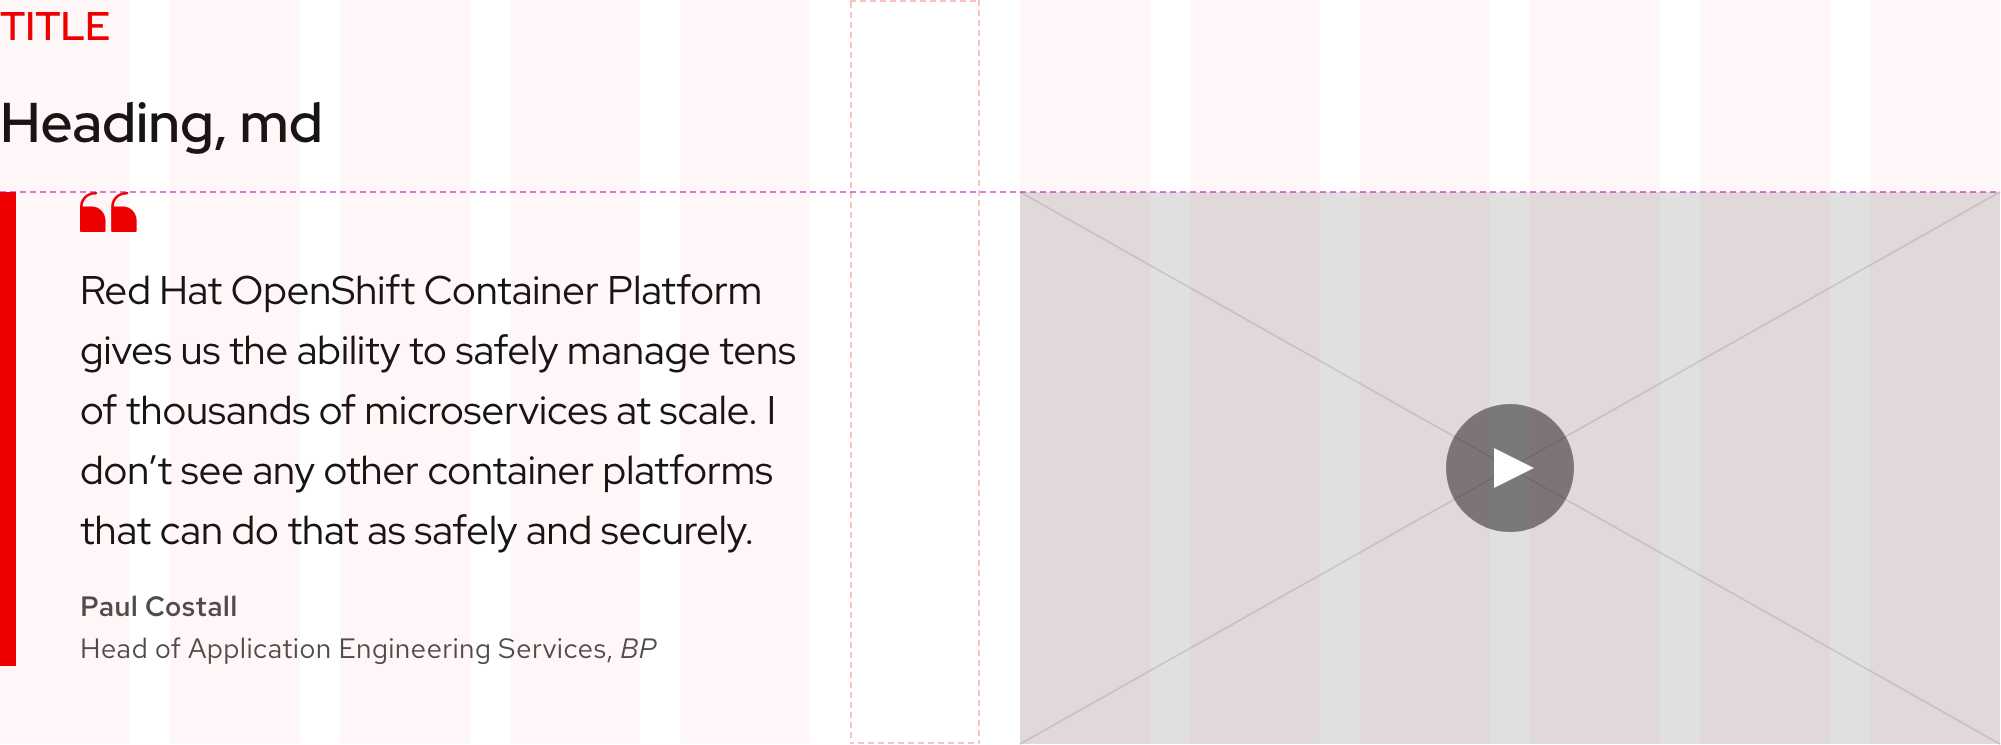 TITLE
Heading, md
“
Red Hat OpenShift Container Platform
gives us the ability to safely manage tens
of thousands of microservices at scale. I
don’t see any other container platforms
that can do that as safely and securely.
Paul Costall
Head of Application Engineering Services, BP